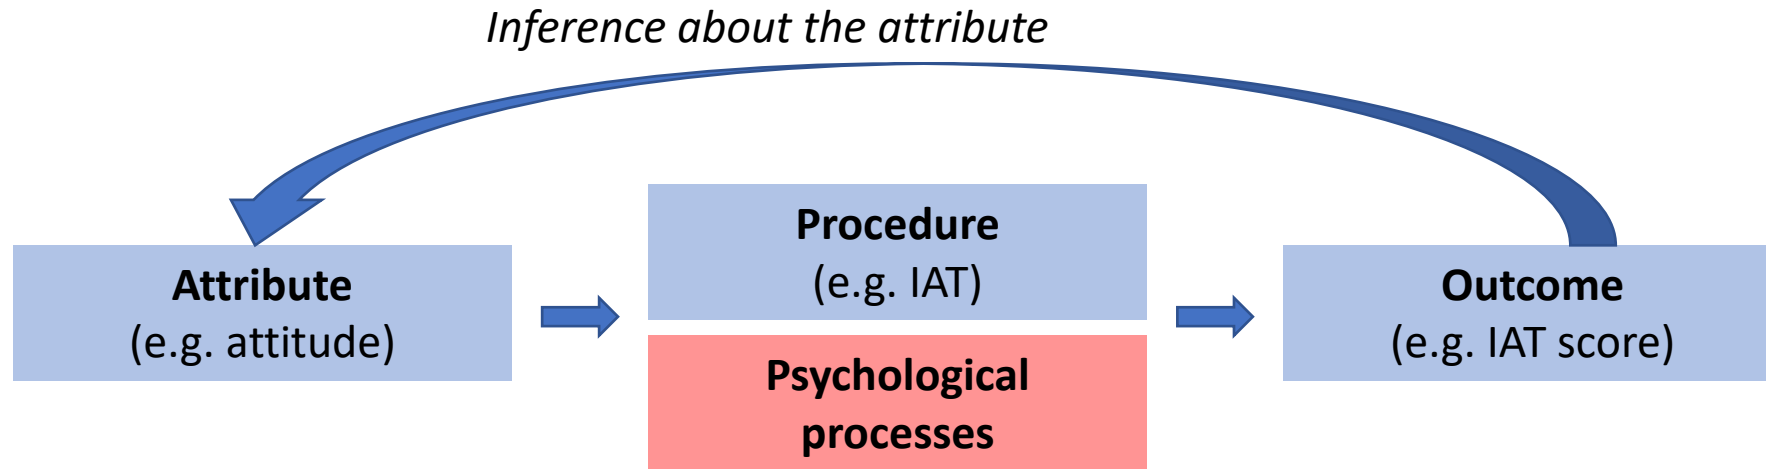 Inference about the attribute
Attribute
(e.g. attitude)
Procedure
(e.g. IAT)
Psychological
processes
Outcome
(e.g. IAT score)